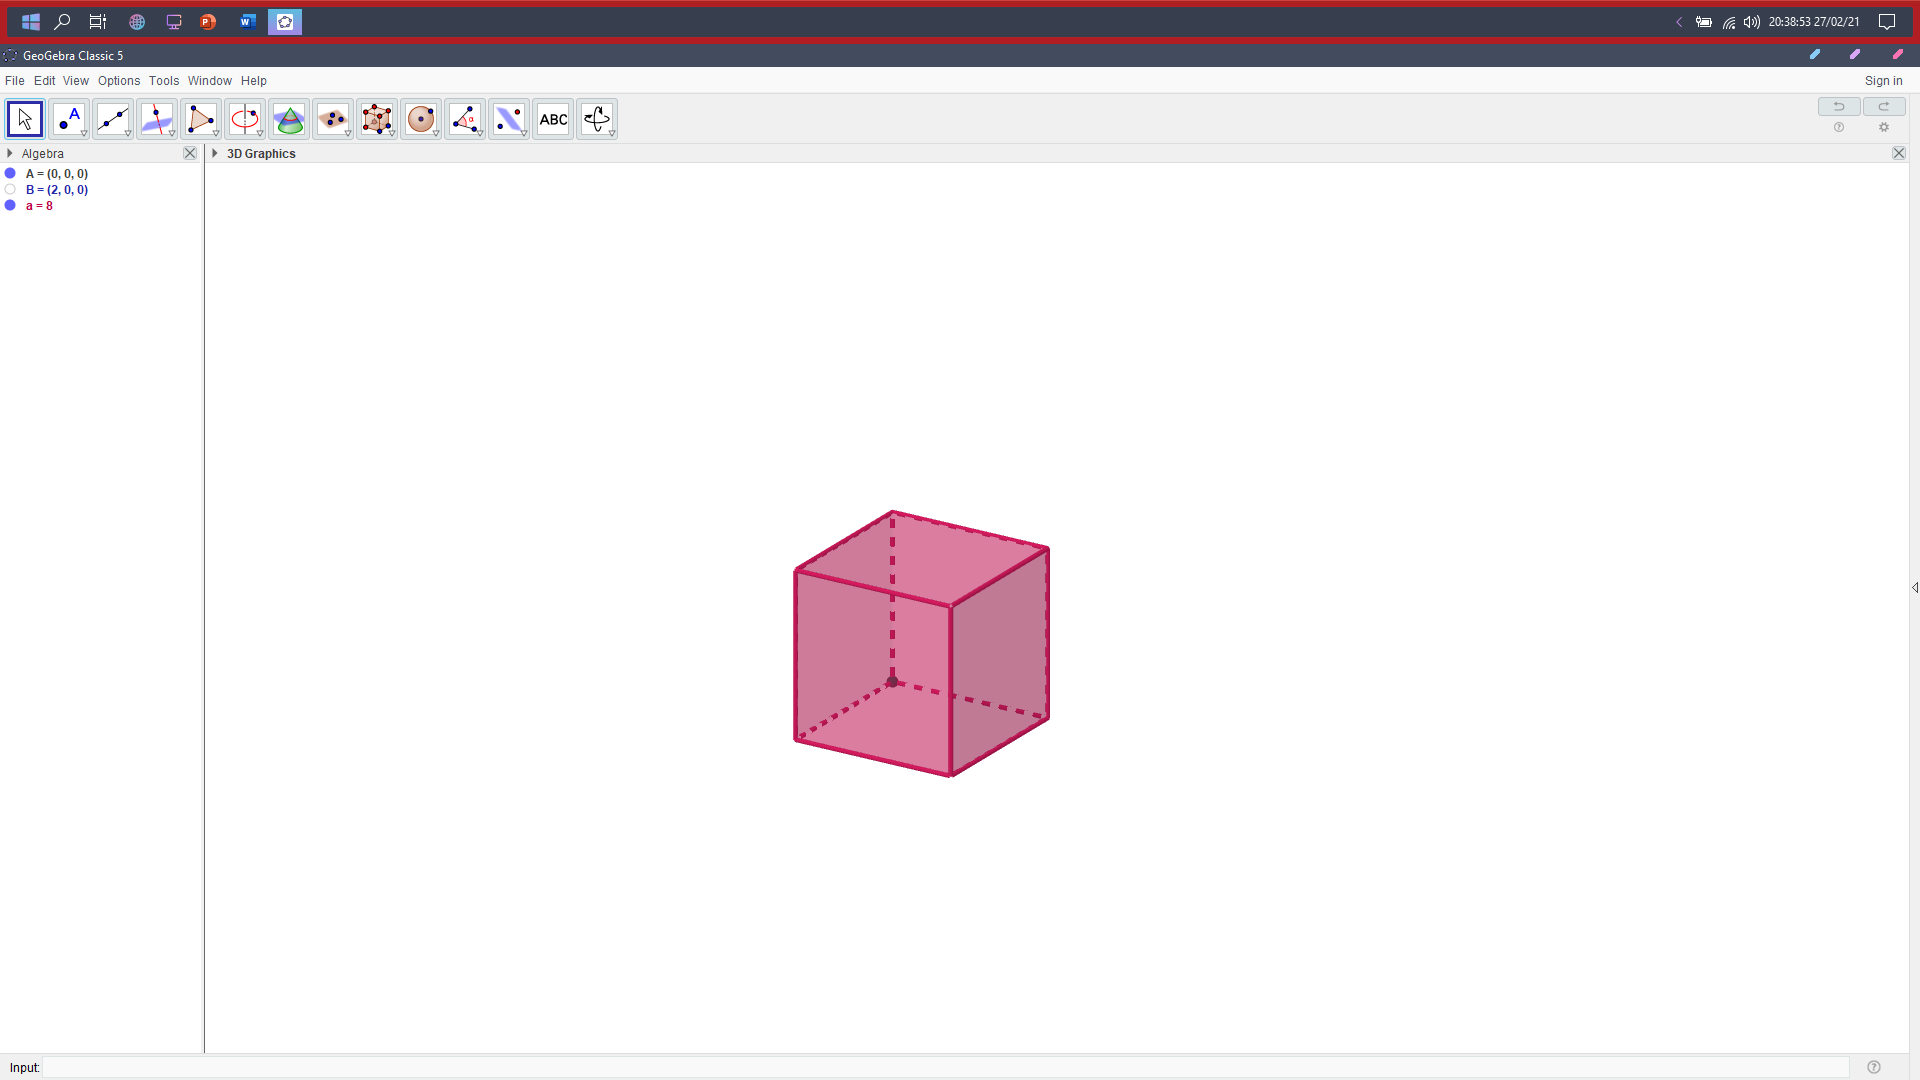 20:38:53 27/02/21
GeoGebra Classic 5
File Edit View Options Tools Window Help
Sign in
A
α
ABC
Algebra
3D Graphics
A = (0, 0, 0)
B = (2, 0, 0)
a = 8
Input: